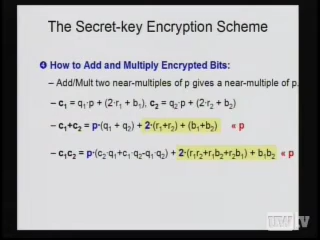 The Secret-key Encryption Scheme
How to Add and Multiply Encrypted Bits:
– Add/Mult two near-multiples of p gives a near-multiple of p.
– c₁ = q₁·p + (2·r₁ + b₁), c₂ = q₂·p + (2·r₂ + b₂)
– c₁+c₂ = p·(q₁ + q₂) + 2·(r₁+r₂) + (b₁+b₂) « p
– c₁c₂ = p·(c₂·q₁+c₁·q₂-q₁·q₂) + 2·(r₁r₂+r₁b₂+r₂b₁) + b₁b₂ « p